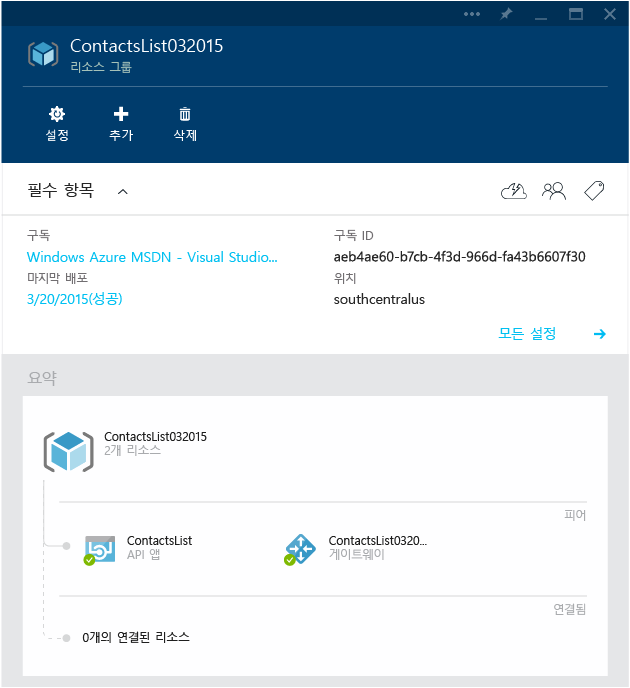 ContactsList032015
리소스 그룹
설정 추가 삭제
필수 항목
구독 구독 ID
Windows Azure MSDN - Visual Studio... aeb4ae60-b7cb-4f3d-966d-fa43b6607f30
마지막 배포 위치
3/20/2015(성공) southcentralus
모든 설정
요약
ContactsList032015
2개 리소스
피어
ContactsList ContactsList0320...
API 앱 게이트웨이
연결됨
0개의 연결된 리소스